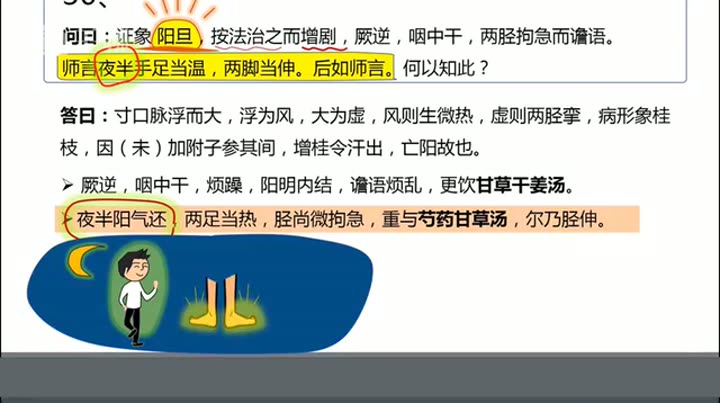 30、
问曰：证象阳旦，按法治之而增剧，厥逆，咽中干，两胫拘急而谵语。
师言夜半手足当温，两脚当伸。后如师言。何以知此？
答曰：寸口脉浮而大，浮为风，大为虚，风则生微热，虚则两胫挛，病形象桂
枝，因（未）加附子参其间，增桂令汗出，亡阳故也。
➢ 厥逆，咽中干，烦躁，阳明内结，谵语烦乱，更饮甘草干姜汤。
➢ 夜半阳气还，两足当热，胫尚微拘急，重与芍药甘草汤，尔乃胫伸。